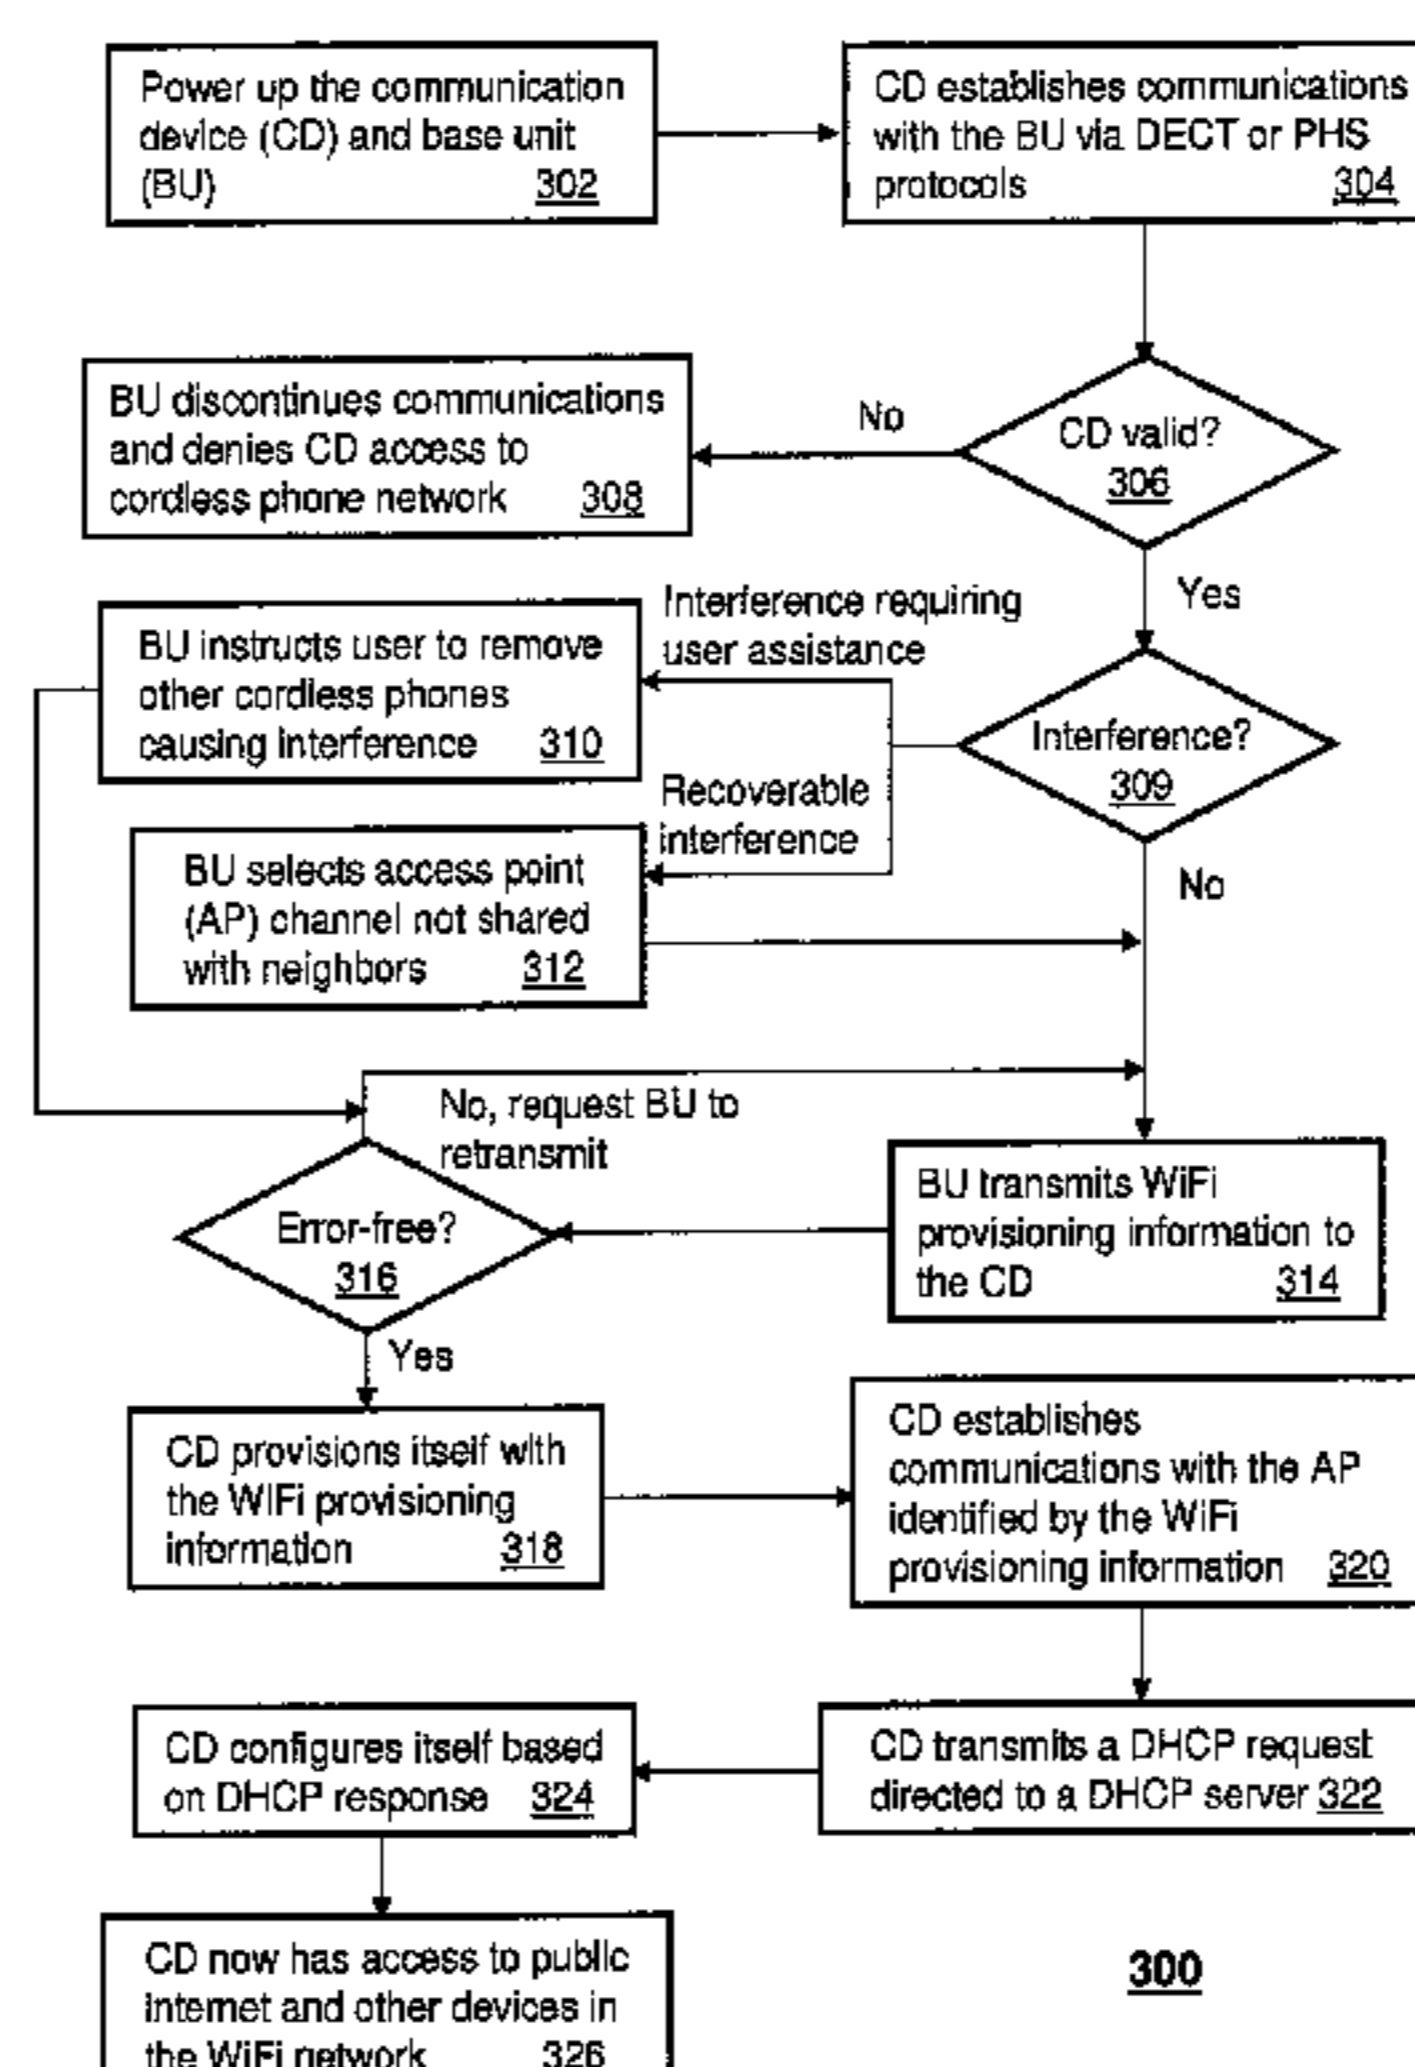 Power up the communication
device (CD) and base unit
(BU) 302
CD establishes communications
with the BU via DECT or PHS
protocols 304
CD valid?
306
No
BU discontinues communications
and denies CD access to
cordless phone network 308
Yes
Interference?
309
Interference requiring
user assistance
BU instructs user to remove
other cordless phones
causing interference 310
Recoverable
interference
BU selects access point
(AP) channel not shared
with neighbors 312
No
No, request BU to
retransmit
BU transmits WiFi
provisioning information to
the CD 314
Error-free?
316
Yes
CD provisions itself with
the WiFi provisioning
information 318
CD establishes
communications with the AP
identified by the WiFi
provisioning information 320
CD transmits a DHCP request
directed to a DHCP server 322
CD configures itself based
on DHCP response 324
CD now has access to public
internet and other devices in
the WiFi network 326
300